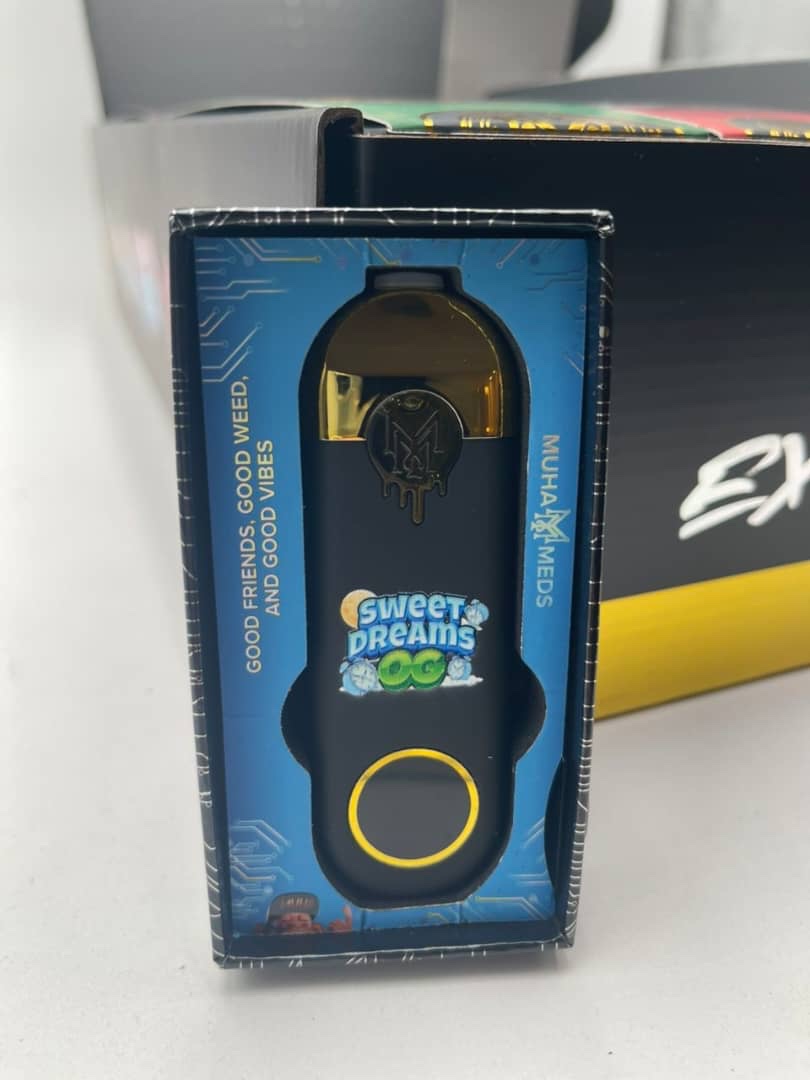 GOOD FRIENDS, GOOD WEED,
AND GOOD VIBES
MUHA MEDS
SWEET
DREAMS
OG